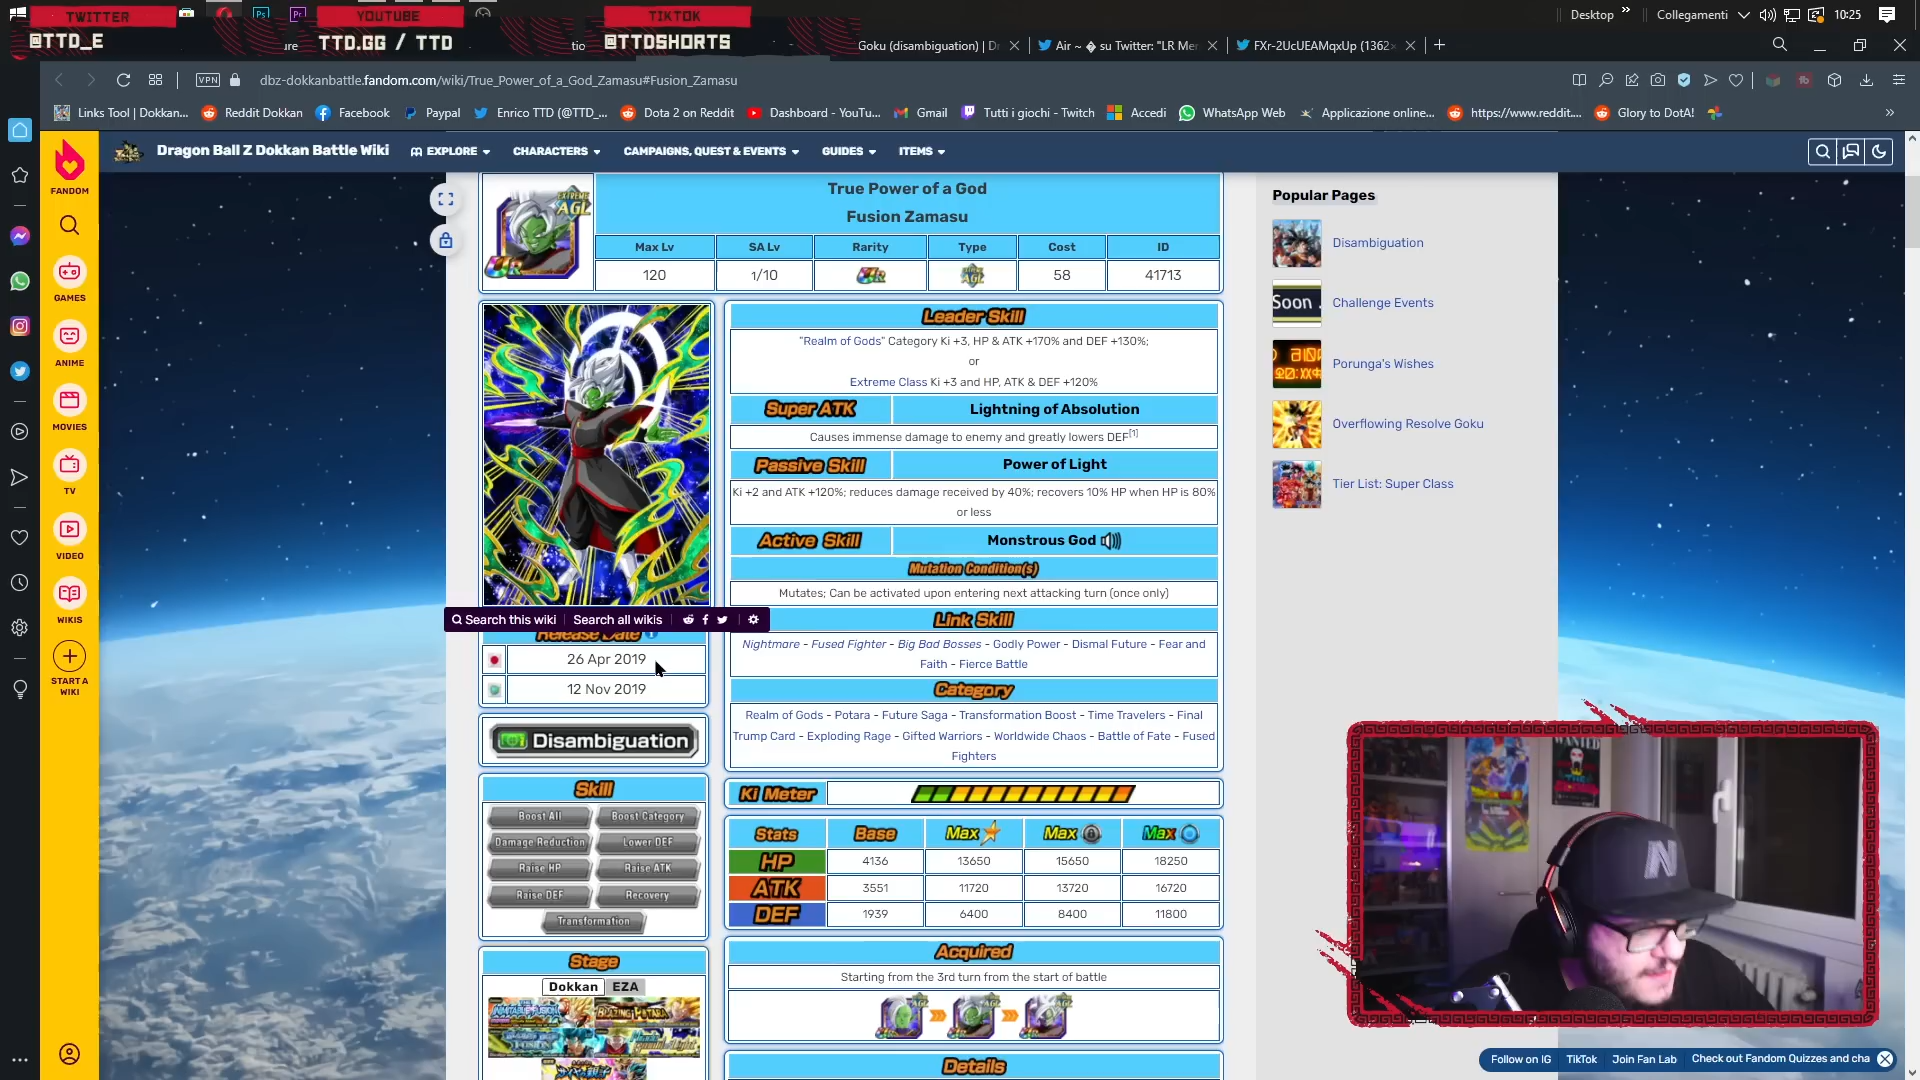 TWITTER
@TTD_E
YOUTUBE
TTD.GG / TTD
TIKTOK
@TTDSHORTS
Desktop
Collegamenti
10:25
Goku (disambiguation) | Dr
Air ~ � su Twitter: "LR Mer
FXr-2UcUEAMqxUp (1362×
VPN
dbz-dokkanbattle.fandom.com/wiki/True_Power_of_a_God_Zamasu#Fusion_Zamasu
Links Tool | Dokkan...
Reddit Dokkan
Facebook
Paypal
Enrico TTD (@TTD_...
Dota 2 on Reddit
Dashboard - YouTu...
Gmail
Tutti i giochi - Twitch
Accedi
WhatsApp Web
Applicazione online...
https://www.reddit....
Glory to DotA!
Dragon Ball Z Dokkan Battle Wiki
EXPLORE
CHARACTERS
CAMPAIGNS, QUEST & EVENTS
GUIDES
ITEMS
FANDOM
GAMES
ANIME
MOVIES
TV
VIDEO
WIKIS
START A
WIKI
EXTREME
AGL
UR
True Power of a God
Fusion Zamasu
Max Lv
SA Lv
Rarity
Type
Cost
ID
120
1/10
UR
58
41713
Leader Skill
"Realm of Gods" Category Ki +3, HP & ATK +170% and DEF +130%;
or
Extreme Class Ki +3 and HP, ATK & DEF +120%
Super ATK
Lightning of Absolution
Causes immense damage to enemy and greatly lowers DEF[1]
Passive Skill
Power of Light
Ki +2 and ATK +120%; reduces damage received by 40%; recovers 10% HP when HP is 80%
or less
Active Skill
Monstrous God
Mutation Condition(s)
Mutates; Can be activated upon entering next attacking turn (once only)
Link Skill
Nightmare - Fused Fighter - Big Bad Bosses - Godly Power - Dismal Future - Fear and
Faith - Fierce Battle
Category
Realm of Gods - Potara - Future Saga - Transformation Boost - Time Travelers - Final
Trump Card - Exploding Rage - Gifted Warriors - Worldwide Chaos - Battle of Fate - Fused
Fighters
Ki Meter
Stats
Base
Max
Max
Max
HP
4136
13650
15650
18250
ATK
3551
11720
13720
16720
DEF
1939
6400
8400
11800
Acquired
Starting from the 3rd turn from the start of battle
Details
Search this wiki
Search all wikis
Release Date
26 Apr 2019
12 Nov 2019
Disambiguation
Skill
Boost All
Boost Category
Damage Reduction
Lower DEF
Raise HP
Raise ATK
Raise DEF
Recovery
Transformation
Stage
Dokkan
EZA
Popular Pages
Disambiguation
Soon
Challenge Events
Porunga's Wishes
Overflowing Resolve Goku
Tier List: Super Class
WANTED
N
Follow on IG
TikTok
Join Fan Lab
Check out Fandom Quizzes and cha